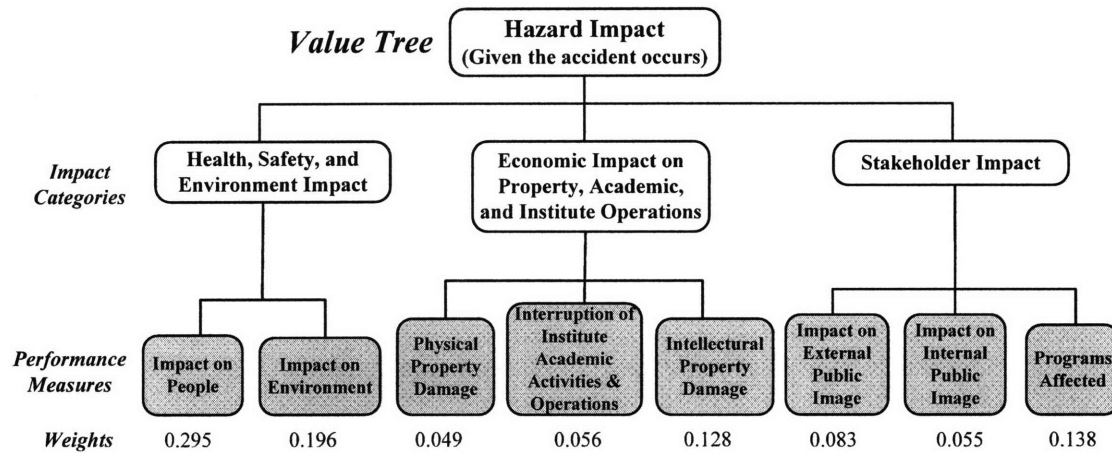 Value Tree
Hazard Impact
(Given the accident occurs)
Impact
Categories
Health, Safety, and
Environment Impact
Economic Impact on
Property, Academic,
and Institute Operations
Stakeholder Impact
Performance
Measures
Impact on
People
Impact on
Environment
Physical
Property
Damage
Interruption of
Institute
Academic
Activities &
Operations
Intellectural
Property
Damage
Impact on
External
Public
Image
Impact on
Internal
Public
Image
Programs
Affected
Weights
0.295
0.196
0.049
0.056
0.128
0.083
0.055
0.138